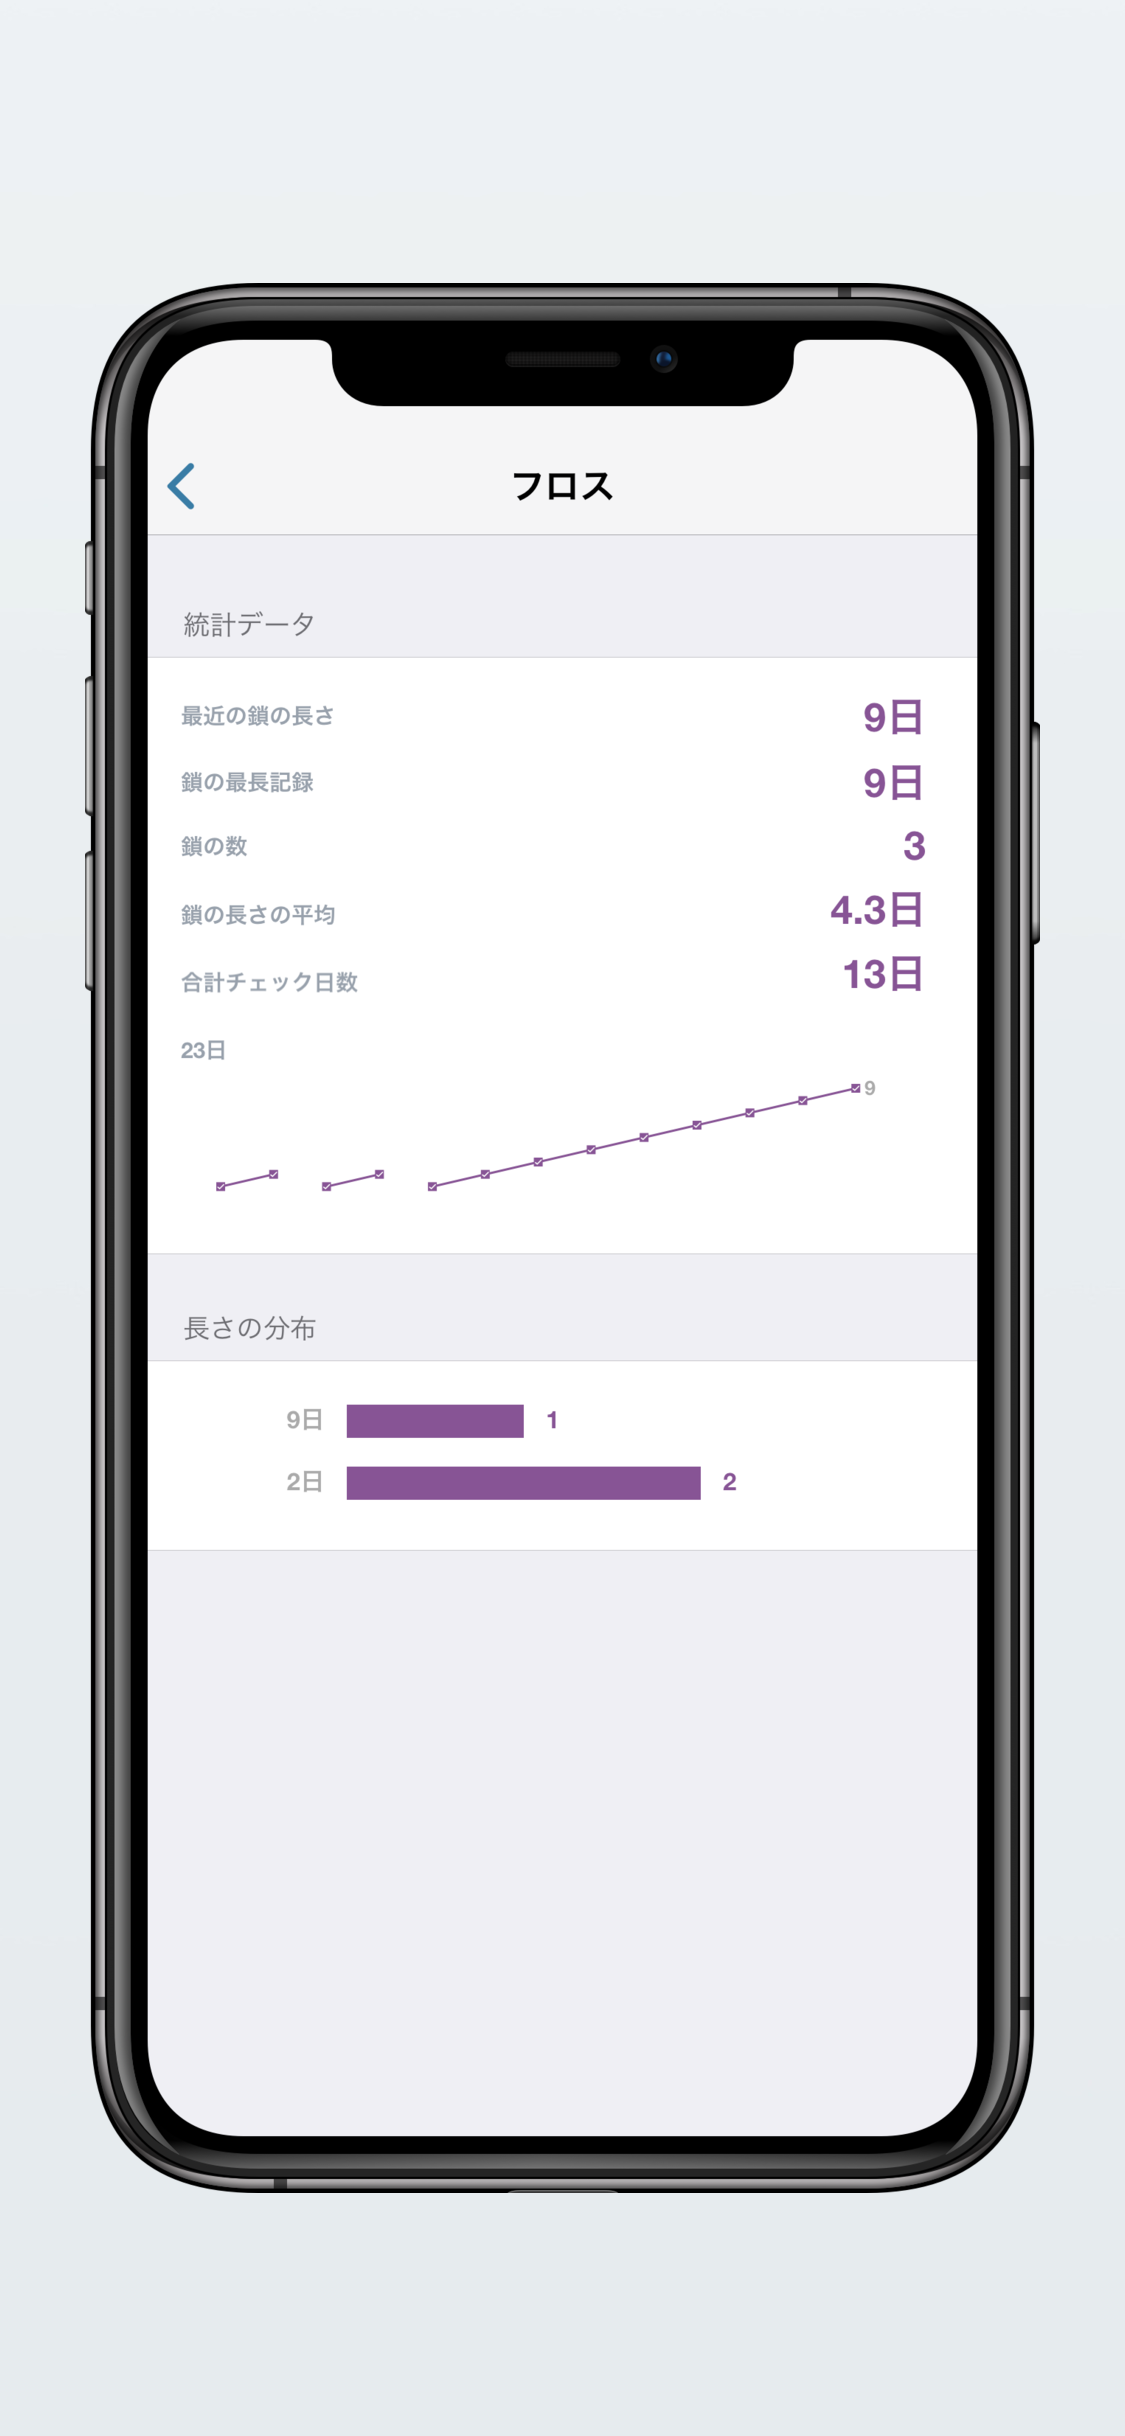 フロス
統計データ
最近の鎖の長さ 9日
鎖の最長記録 9日
鎖の数 3
鎖の長さの平均 4.3日
合計チェック日数 13日
23日
9
長さの分布
9日 1
2日 2